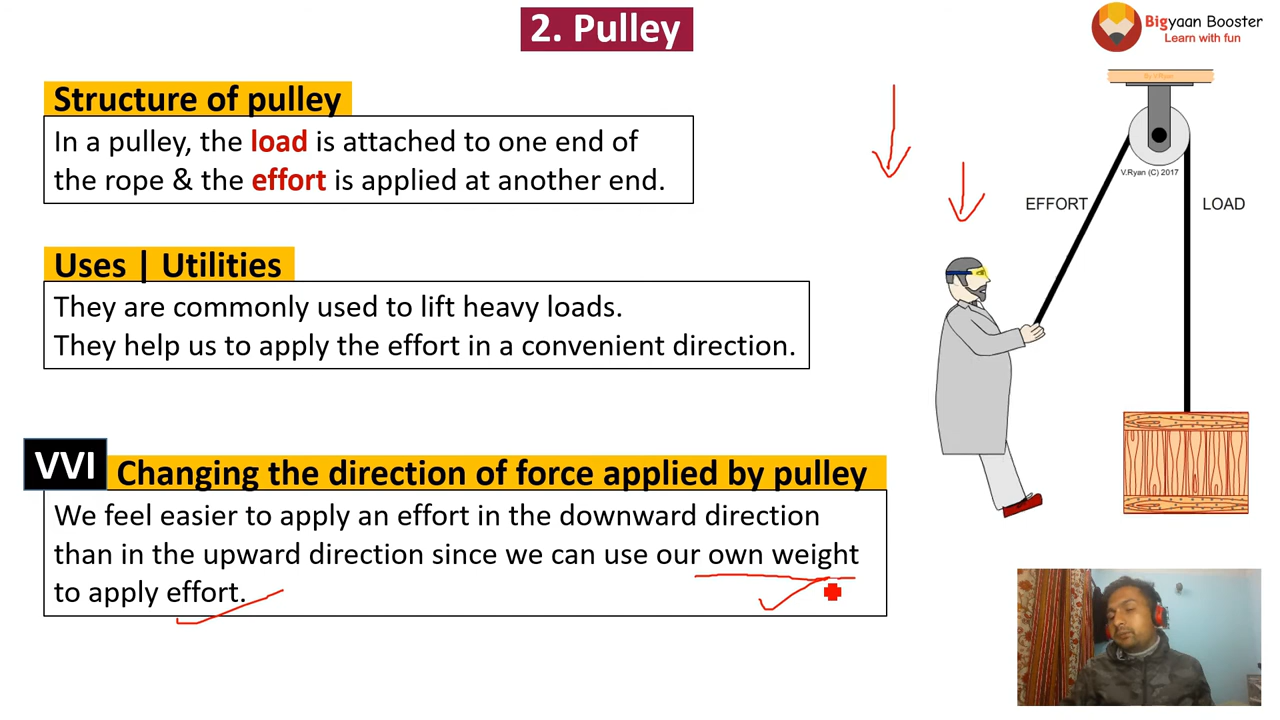 2. Pulley
Bigyaan Booster
Learn with fun
Structure of pulley
In a pulley, the load is attached to one end of
the rope & the effort is applied at another end.
Uses | Utilities
They are commonly used to lift heavy loads.
They help us to apply the effort in a convenient direction.
VVI
Changing the direction of force applied by pulley
We feel easier to apply an effort in the downward direction
than in the upward direction since we can use our own weight
to apply effort.
V.Ryan (C) 2017
EFFORT
LOAD